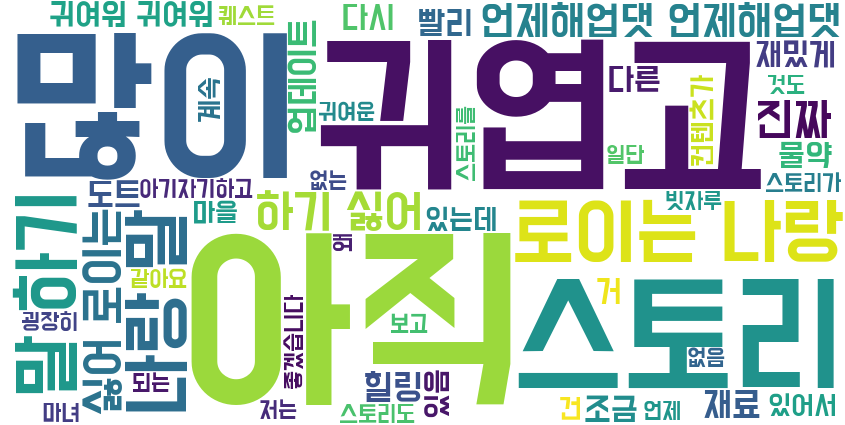 귀여워 귀여워
퀘스트
다시
빨리
언제해업댓 언제해업댓
많이
귀엽고
계속
업데이트
귀여운
다른
재밌게
것도
컨텐츠가
진짜
스토리를
일단
물약
스토리가
없는
도트
아기자기하고
마을
하기 싫어
있는데
빗자루
로이는 나랑
하기
말
싫어 로이는
나랑 말
같아요
왜
아직
스토리
거
굉장히
좋겠습니다
보고
없음
되는
힐링
있음
마녀
저는
스토리도
건
조금
언제
재료
있어서